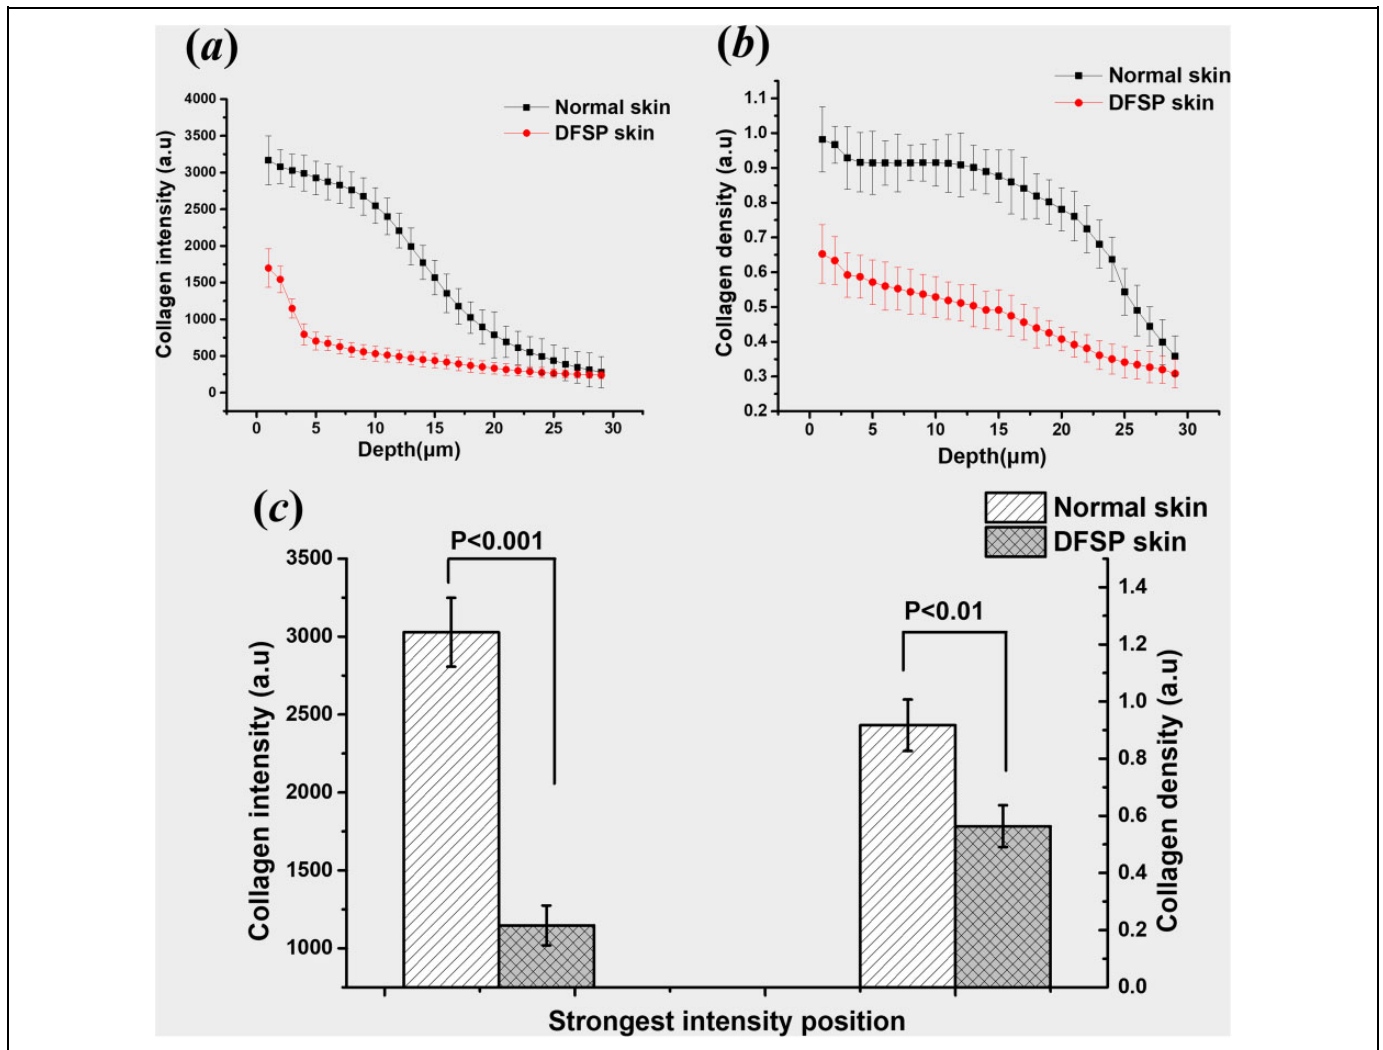 (a)
Normal skin
DFSP skin
Collagen intensity (a.u)
4000
3500
3000
2500
2000
1500
1000
500
0
0 5 10 15 20 25 30
Depth(µm)
(b)
Normal skin
DFSP skin
Collagen density (a.u)
1.1
1.0
0.9
0.8
0.7
0.6
0.5
0.4
0.3
0.2
0 5 10 15 20 25 30
Depth(µm)
(c)
Normal skin
DFSP skin
P<0.001
P<0.01
Collagen intensity (a.u)
3500
3000
2500
2000
1500
1000
1.4
1.2
1.0
0.8
0.6
0.4
0.2
0.0
Collagen density (a.u)
Strongest intensity position